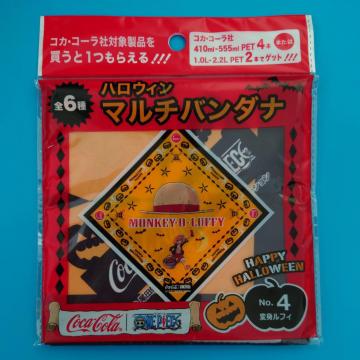 コカ・コーラ社対象製品を
買うと1つもらえる!!!
コカ・コーラ社
410ml-555ml PET 4本
または
1.0L-2.2L PET 2本でゲット!!!
全6種
ハロウィン
マルチバンダナ
MONKEY・D・LUFFY
HAPPY
HALLOWEEN
No. 4
変身ルフィ
Coca-Cola
ONE PIECE